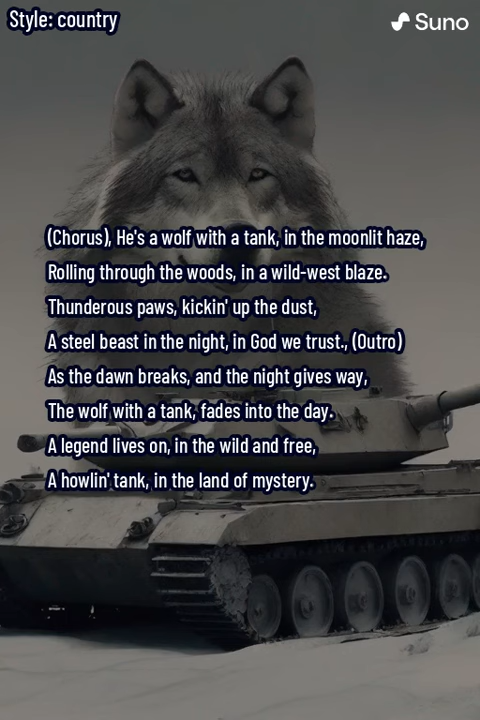 Style: country
Suno
(Chorus), He's a wolf with a tank, in the moonlit haze,
Rolling through the woods, in a wild-west blaze.
Thunderous paws, kickin' up the dust,
A steel beast in the night, in God we trust., (Outro)
As the dawn breaks, and the night gives way,
The wolf with a tank, fades into the day.
A legend lives on, in the wild and free,
A howlin' tank, in the land of mystery.